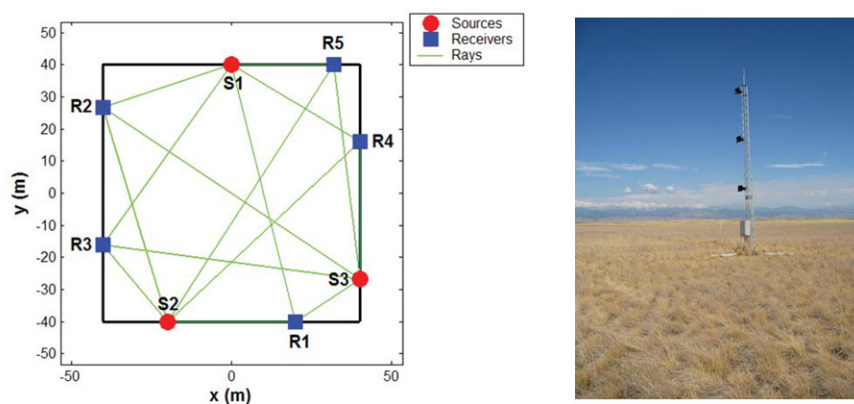 Sources
Receivers
Rays
50
40
30
20
10
0
-10
-20
-30
-40
-50
y (m)
R5
S1
R2
R4
R3
S3
S2
R1
-50
0
50
x (m)